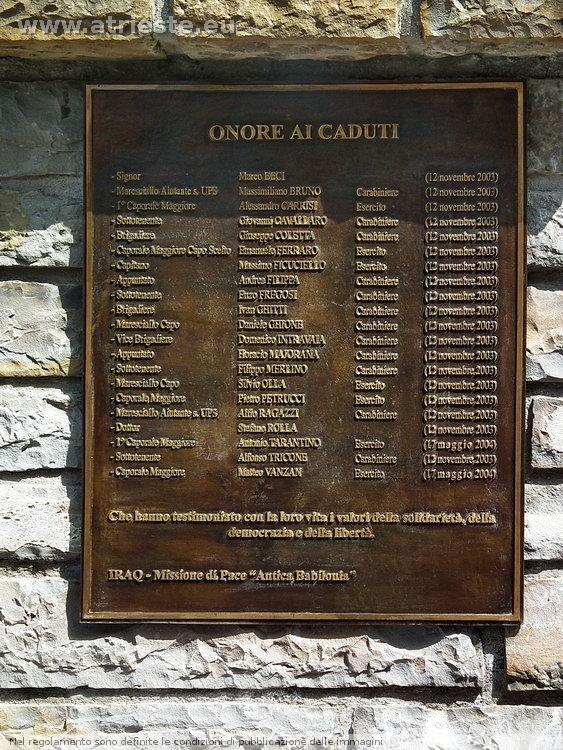 www.atrieste.eu
ONORE AI CADUTI
- Signor Marco BECI (12 novembre 2003)
- Maresciallo Aiutante s. UPS Massimiliano BRUNO Carabiniere (12 novembre 2003)
- 1° Caporale Maggiore Alessandro CARRISI Esercito (12 novembre 2003)
- Sottotenente Giovanni CAVALLARO Carabiniere (12 novembre 2003)
- Brigadiere Giuseppe COLETTA Carabiniere (12 novembre 2003)
- Caporale Maggiore Capo Scelto Emanuele FERRARO Esercito (12 novembre 2003)
- Capitano Massimo FICUCIELLO Esercito (12 novembre 2003)
- Appuntato Andrea FILIPPA Carabiniere (12 novembre 2003)
- Sottotenente Enzo FREGOSI Carabiniere (12 novembre 2003)
- Brigadiere Ivan GHITTI Carabiniere (12 novembre 2003)
- Maresciallo Capo Daniele GHIONE Carabiniere (12 novembre 2003)
- Vice Brigadiere Domenico INTRAVAIA Carabiniere (12 novembre 2003)
- Appuntato Horacio MAJORANA Carabiniere (12 novembre 2003)
- Sottotenente Filippo MERLINO Carabiniere (12 novembre 2003)
- Maresciallo Capo Silvio OLLA Esercito (12 novembre 2003)
- Caporale Maggiore Pietro PETRUCCI Esercito (12 novembre 2003)
- Maresciallo Aiutante s. UPS Alfio RAGAZZI Carabiniere (12 novembre 2003)
- Dottor Stefano ROLLA (12 novembre 2003)
- 1° Caporale Maggiore Antonio TARANTINO Esercito (17 maggio 2004)
- Sottotenente Alfonso TRICONE Carabiniere (12 novembre 2003)
- Caporale Maggiore Matteo VANZAN Esercito (17 maggio 2004)
Che hanno testimoniato con la loro vita i valori della solidarietà, della
democrazia e della libertà.
IRAQ - Missione di Pace "Antica Babilonia"
Nel regolamento sono definite le condizioni di pubblicazione delle immagini